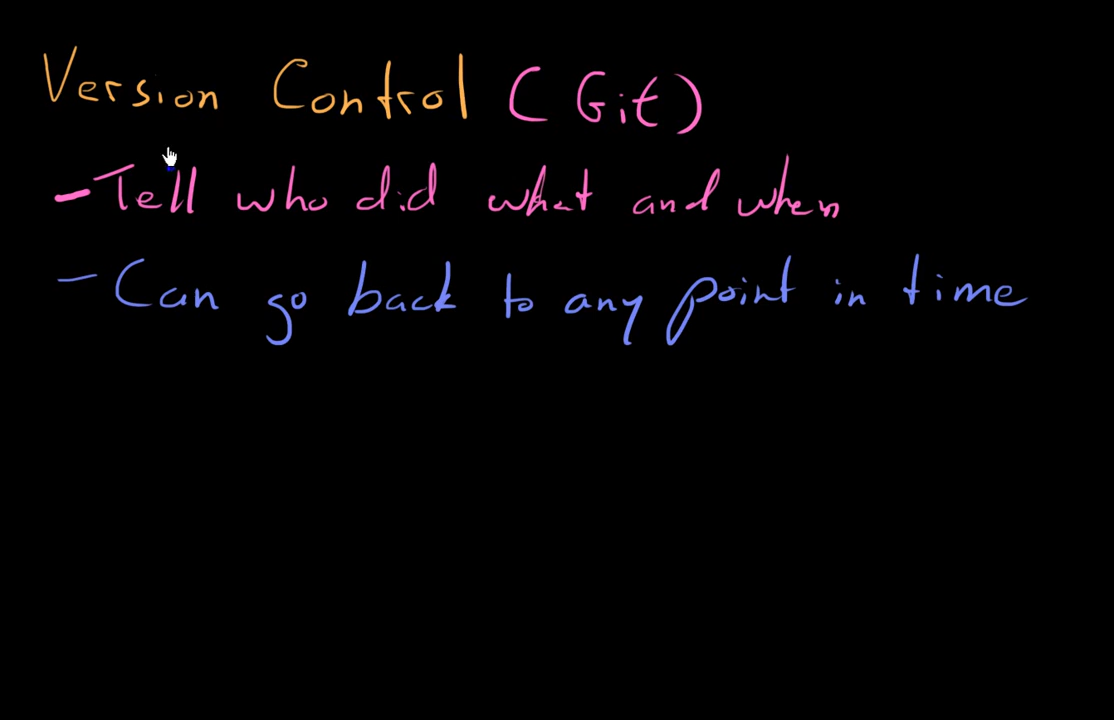 Version Control (Git)
- Tell who did what and when
- Can go back to any point in time